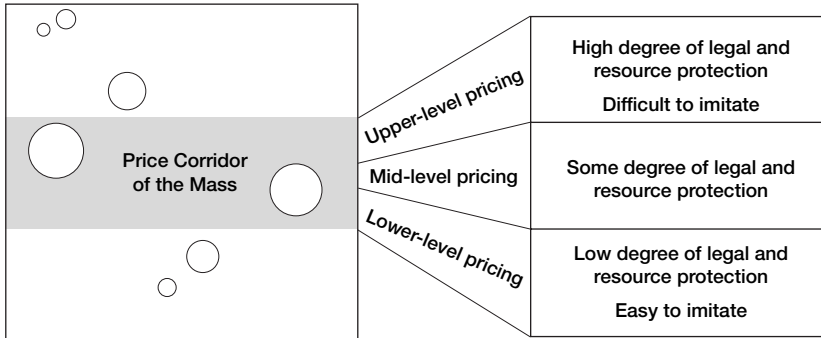 Price Corridor
of the Mass
Upper-level pricing
Mid-level pricing
Lower-level pricing
High degree of legal and
resource protection
Difficult to imitate
Some degree of legal and
resource protection
Low degree of legal and
resource protection
Easy to imitate